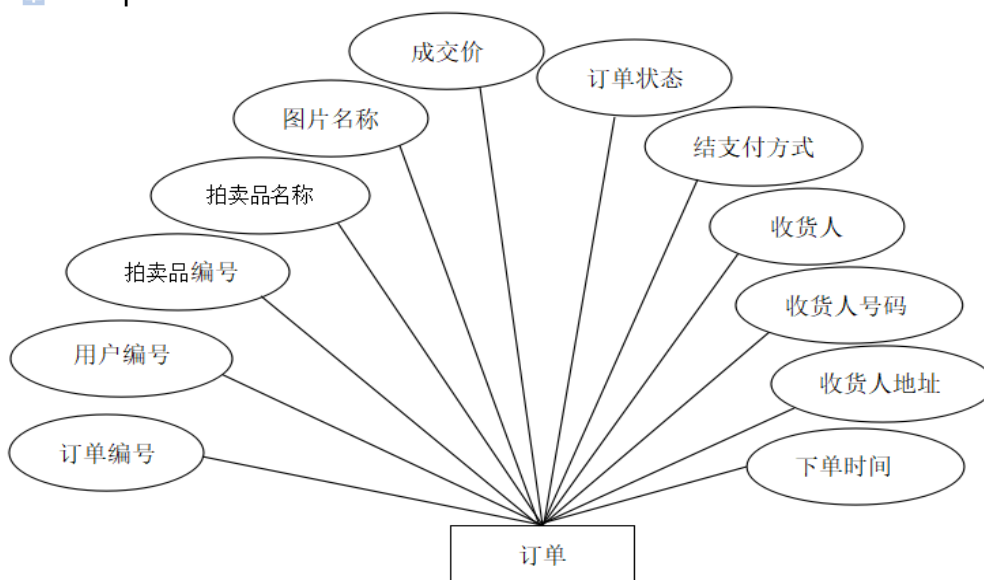 成交价
订单状态
图片名称
结支付方式
拍卖品名称
收货人
拍卖品编号
收货人号码
用户编号
收货人地址
订单编号
下单时间
订单